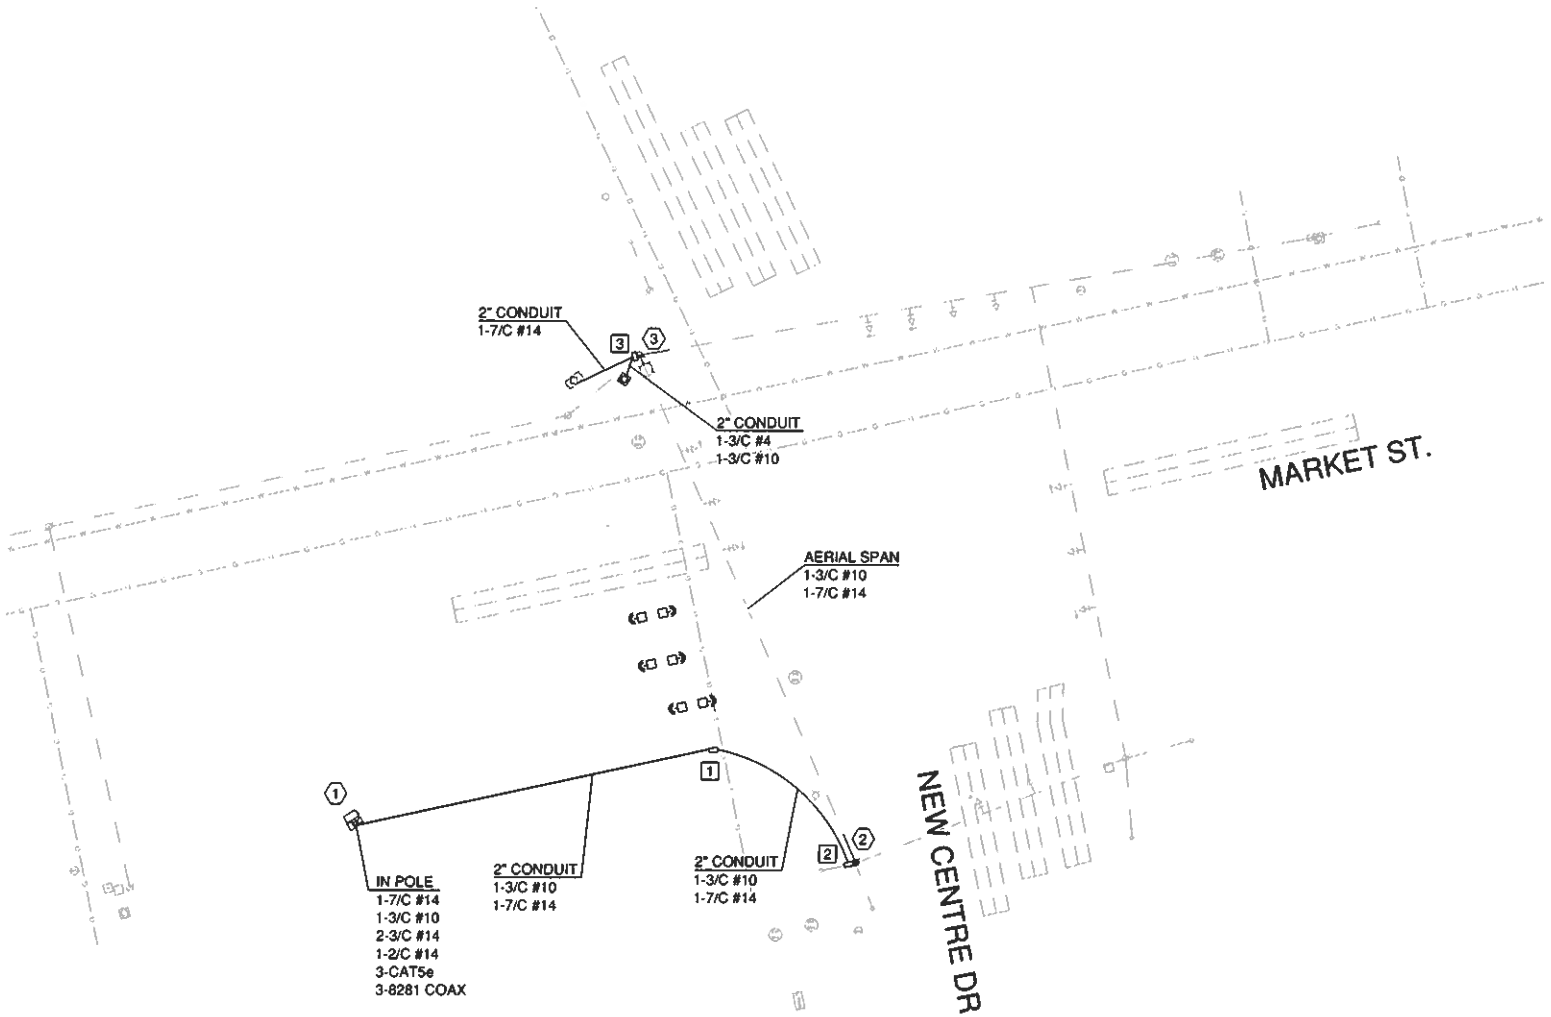 2" CONDUIT
1-7/C #14
3
3
2" CONDUIT
1-3/C #4
1-3/C #10
MARKET ST.
AERIAL SPAN
1-3/C #10
1-7/C #14
1
1
2
2
NEW CENTRE DR
IN POLE
1-7/C #14
1-3/C #10
2-3/C #14
1-2/C #14
3-CAT5e
3-8281 COAX
2" CONDUIT
1-3/C #10
1-7/C #14
2" CONDUIT
1-3/C #10
1-7/C #14